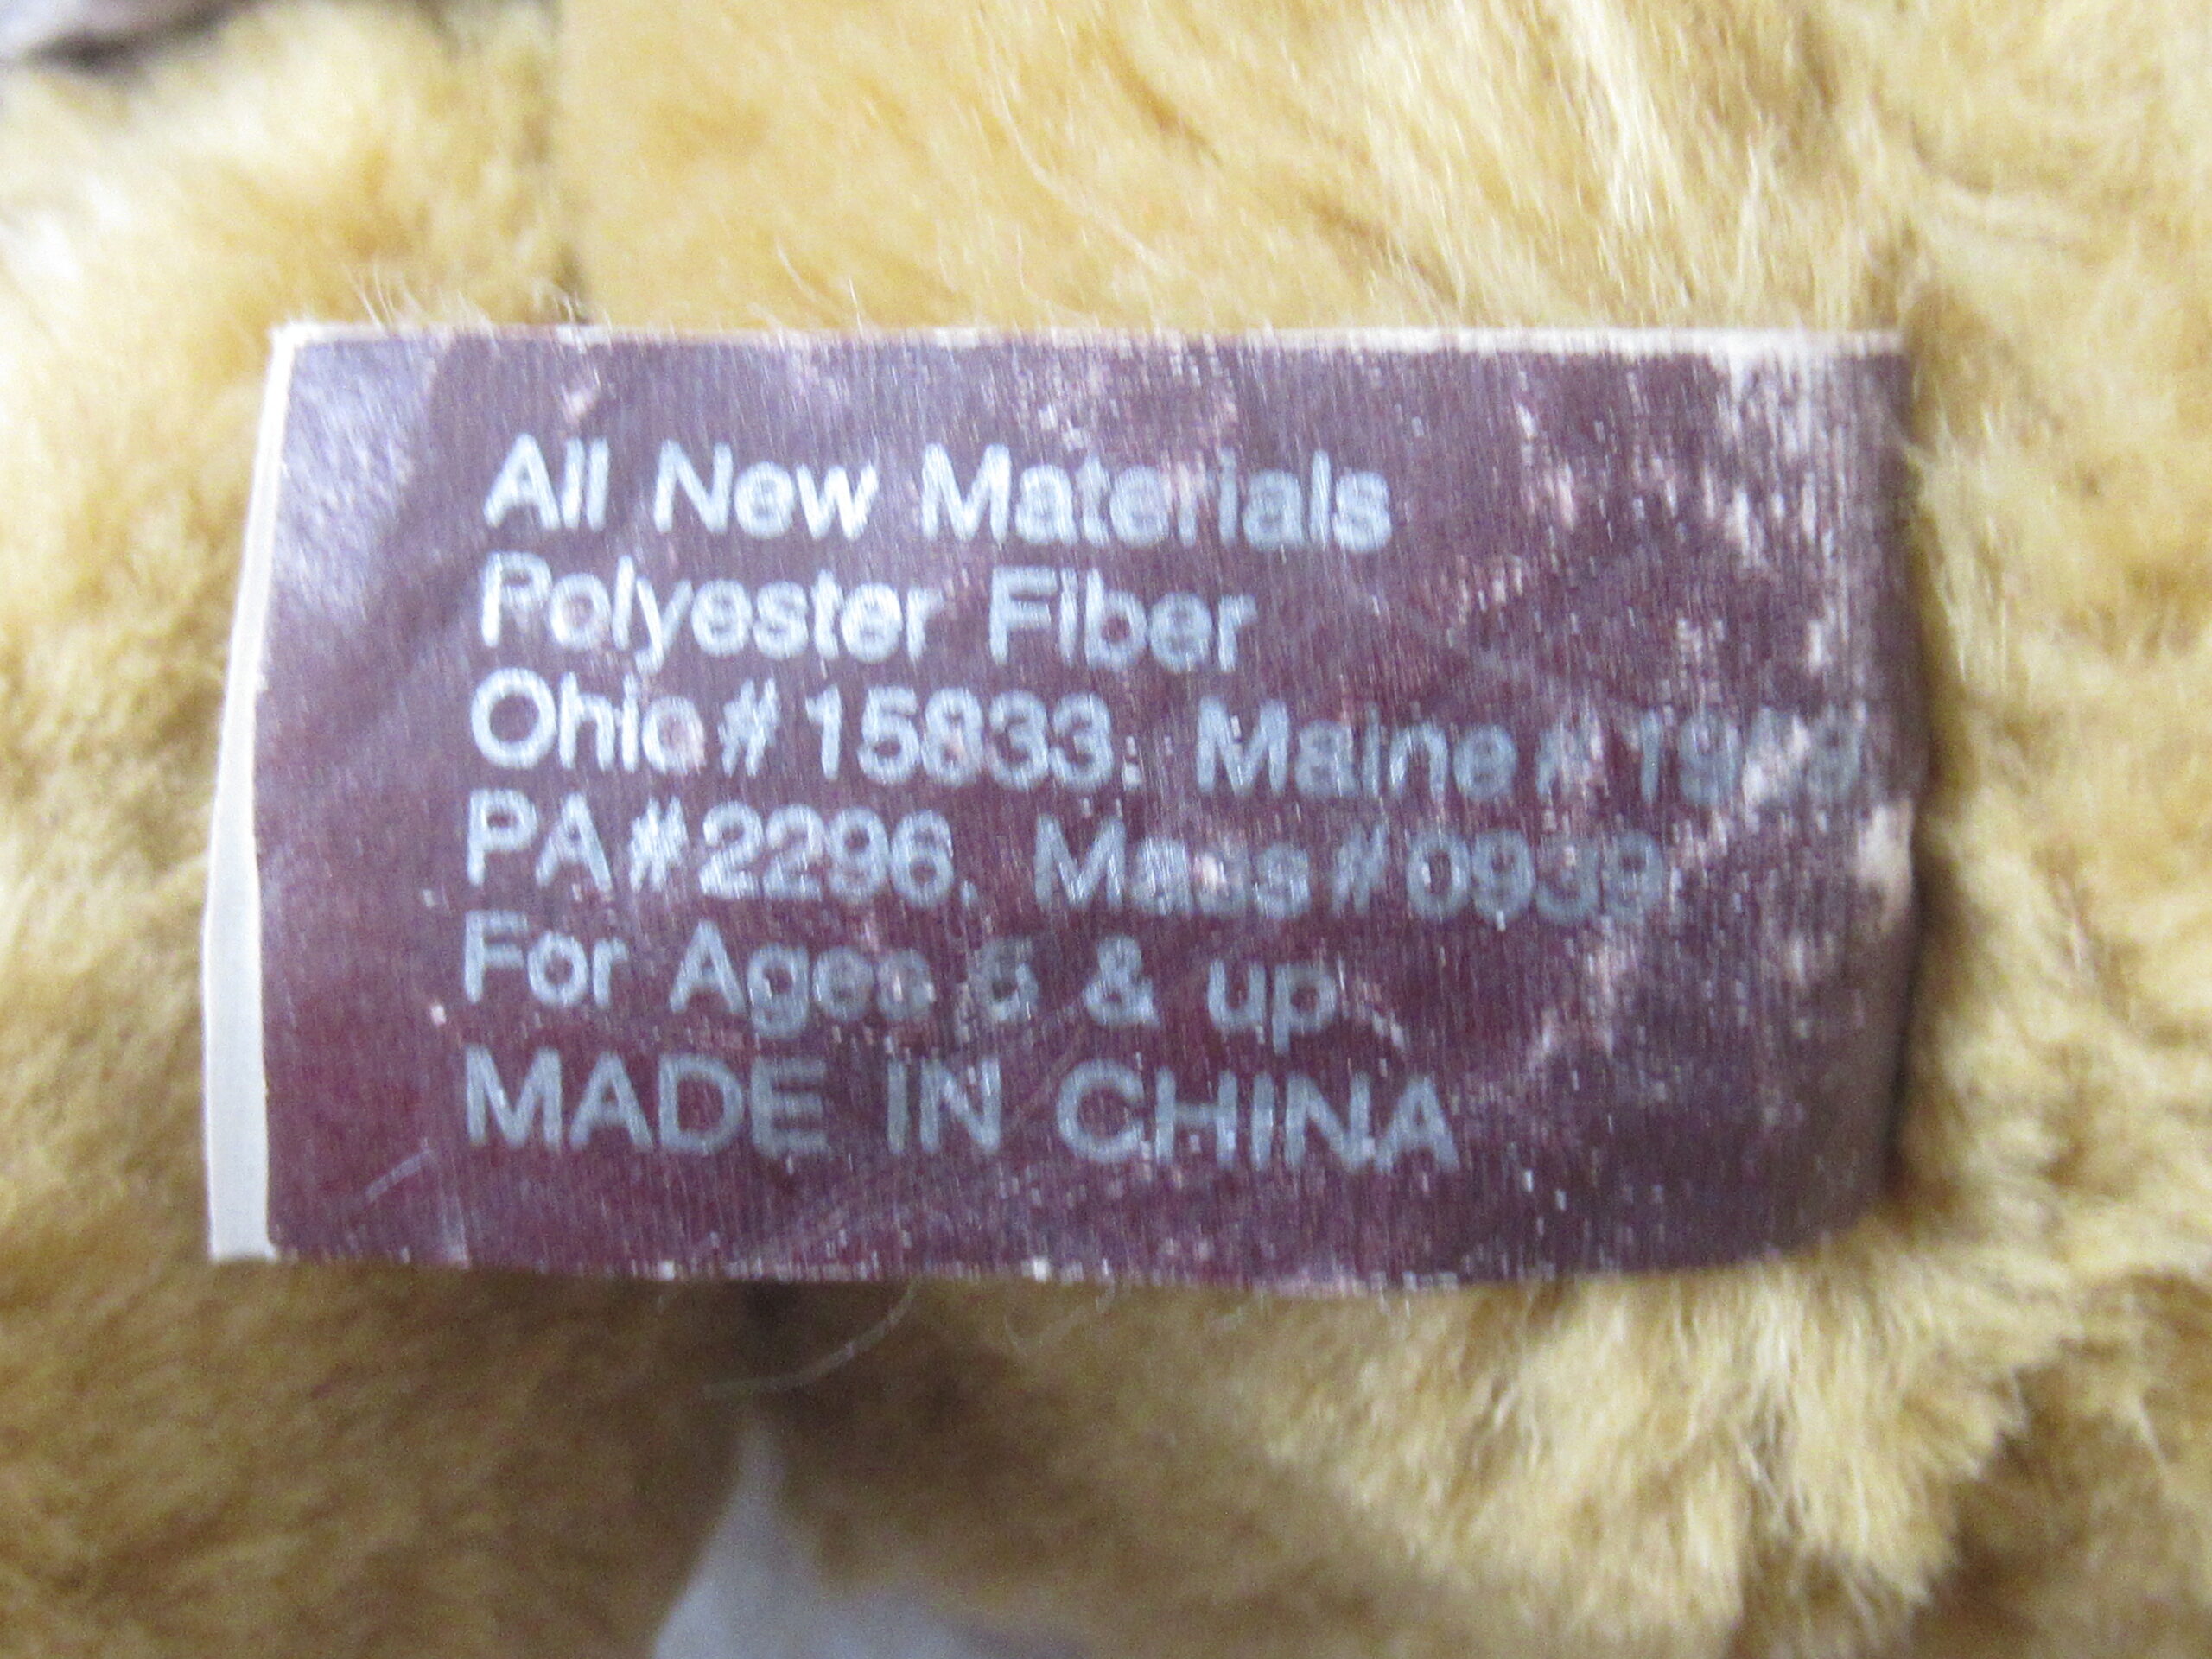 All New Materials
Polyester Fiber
Ohio#15833, Maine#
PA#2296, Mass#0939
For Ages & up
MADE IN CHINA